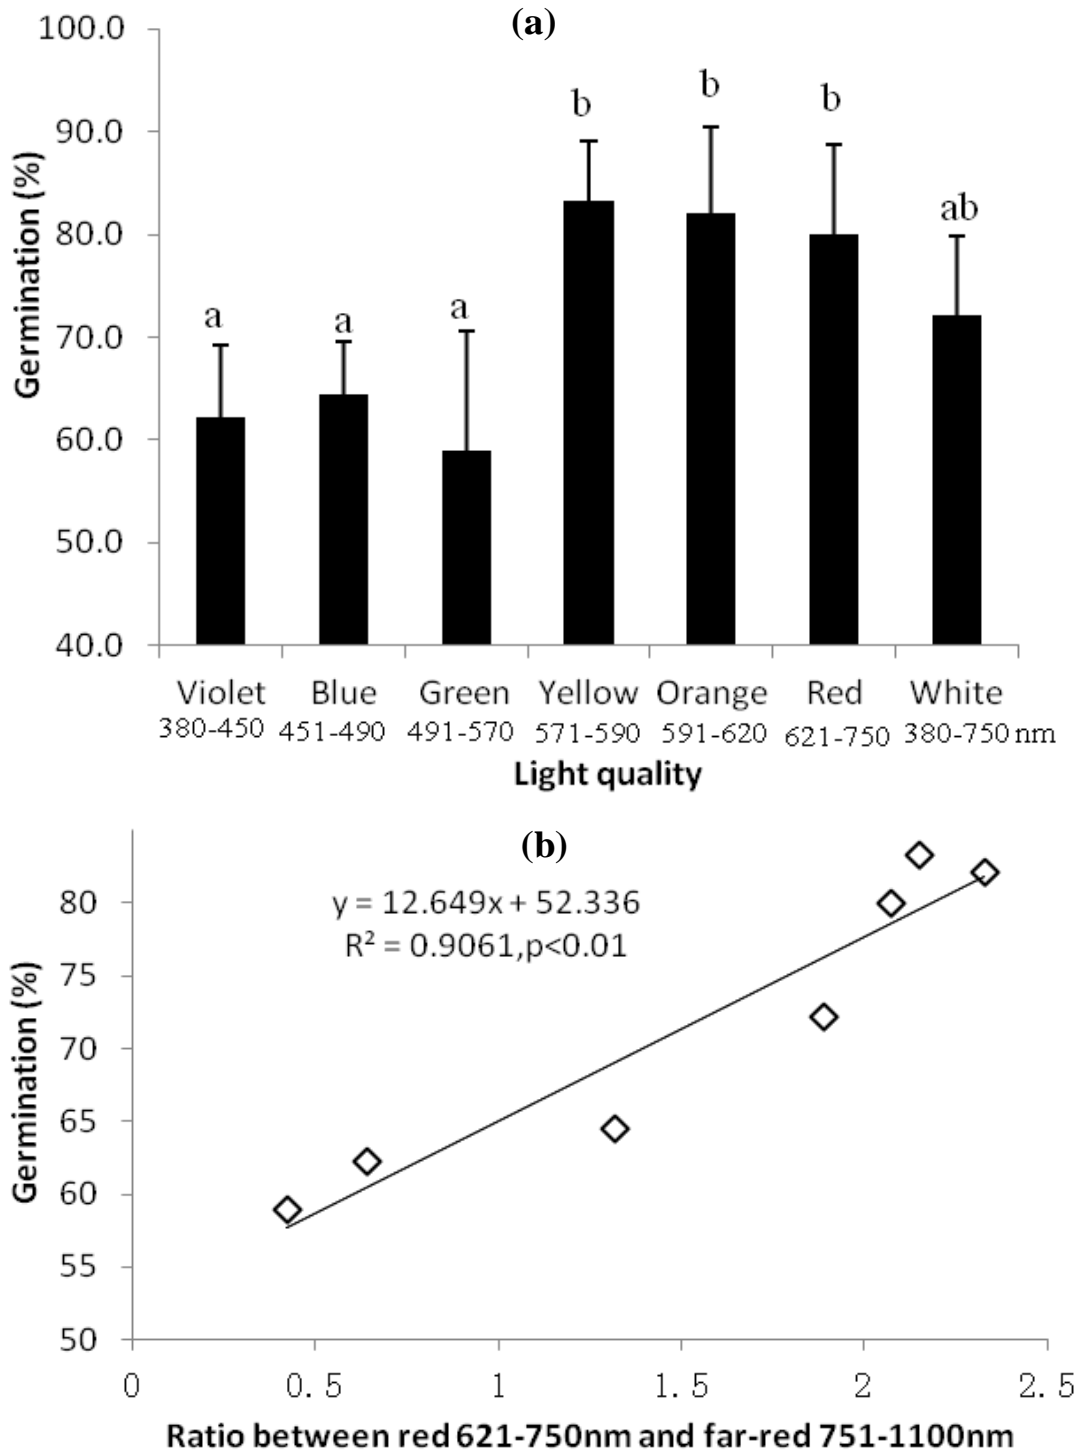 (a)
100.0
90.0
80.0
70.0
60.0
50.0
40.0
Germination (%)
a
a
a
b
b
b
ab
Violet Blue Green Yellow Orange Red White
380-450 451-490 491-570 571-590 591-620 621-750 380-750 nm
Light quality
(b)
y = 12.649x + 52.336
R² = 0.9061,p<0.01
80
75
70
65
60
55
50
Germination (%)
0 0.5 1 1.5 2 2.5
Ratio between red 621-750nm and far-red 751-1100nm